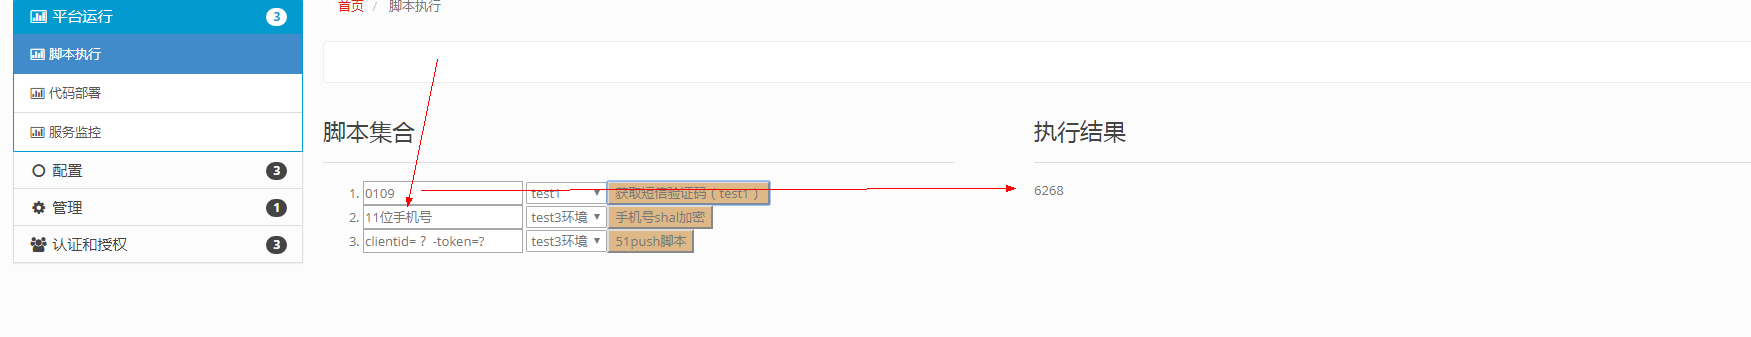 平台运行 3
脚本执行
代码部署
服务监控
配置 3
管理 1
认证和授权 3
首页 / 脚本执行
脚本集合
1. 0109 test1 获取短信验证码（test1）
2. 11位手机号 test3环境 手机号shal加密
3. clientid= ? -token=? test3环境 51push脚本
执行结果
6268